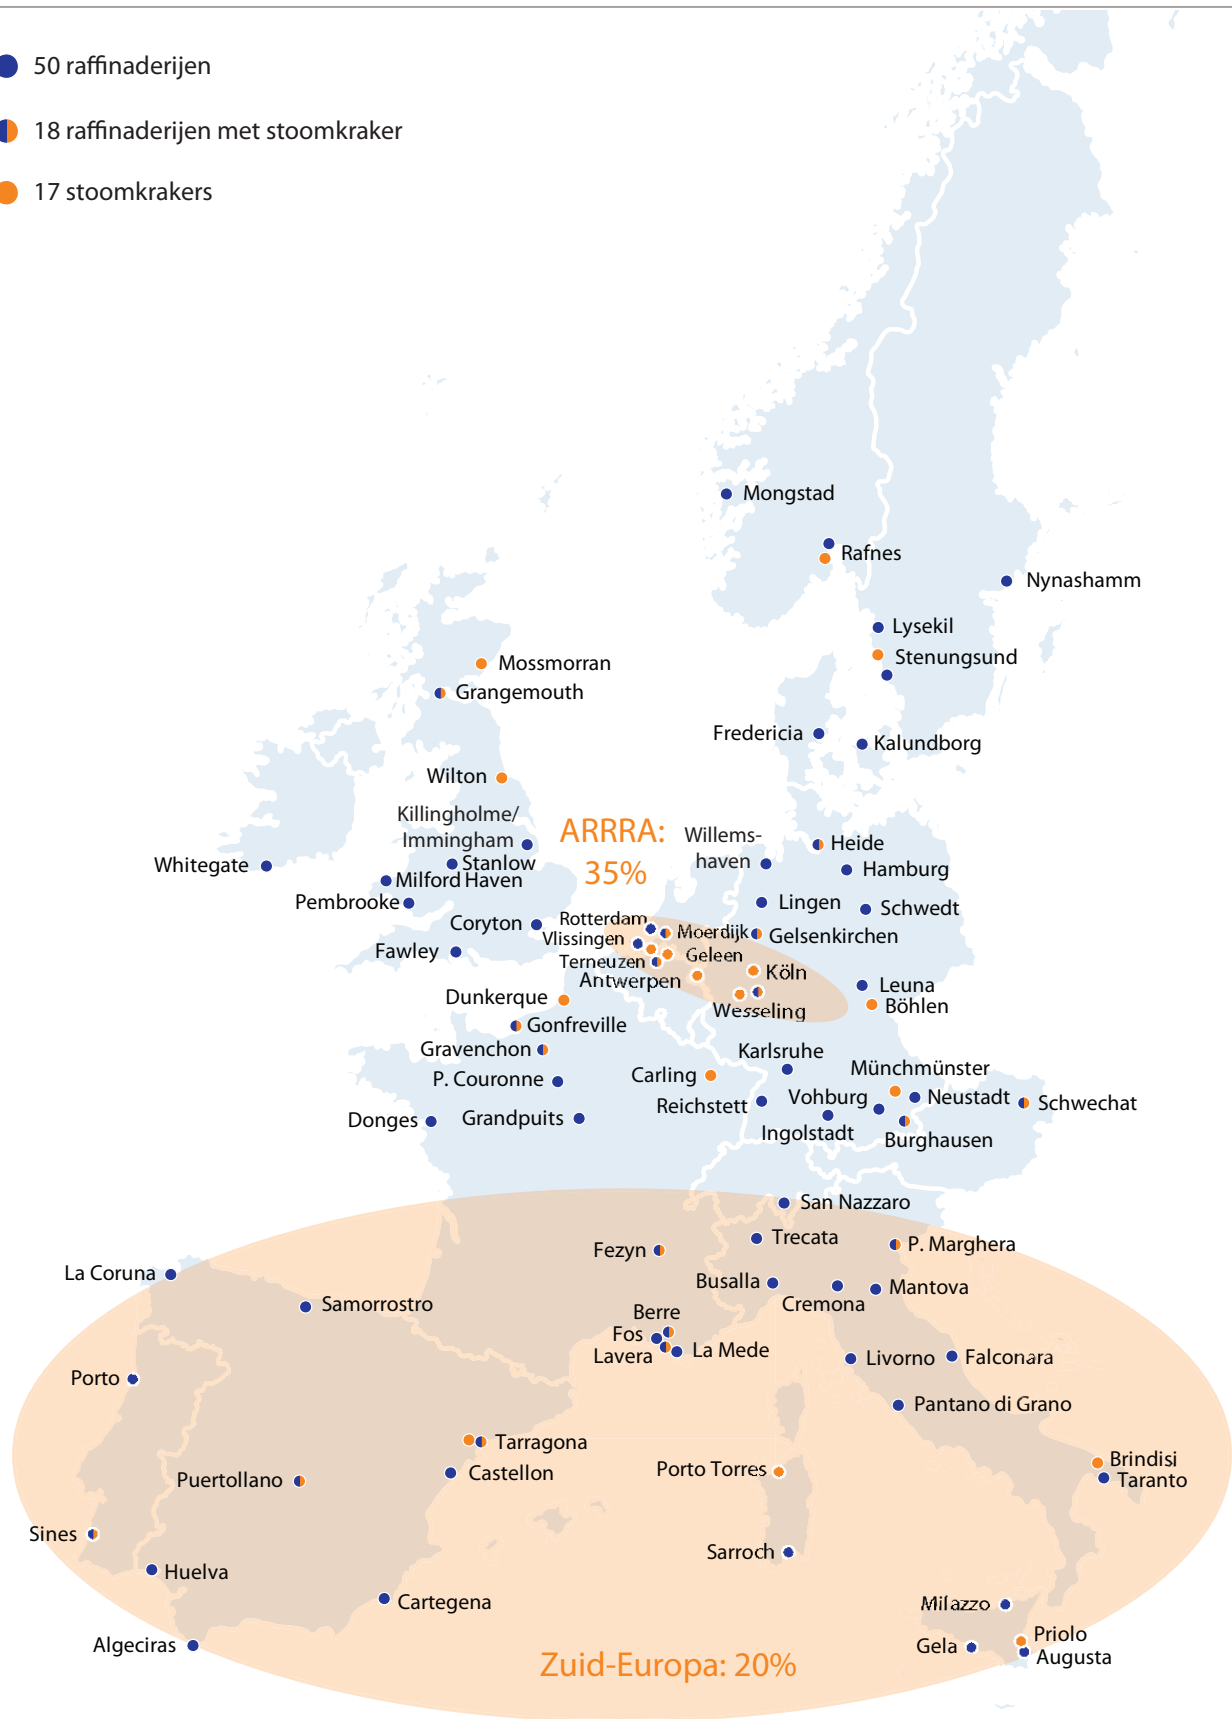 50 raffinaderijen
18 raffinaderijen met stoomkraker
17 stoomkrakers
Mongstad
Rafnes
Nynashamm
Lysekil
Stenungsund
Mossmorran
Grangemouth
Fredericia
Kalundborg
Wilton
Killingholme/
Immingham
ARRRA:
35%
Willems-
haven
Heide
Whitegate
Stanlow
Hamburg
Milford Haven
Pembrooke
Lingen
Schwedt
Coryton
Rotterdam
Moerdijk
Gelsenkirchen
Vlissingen
Fawley
Geleen
Terneuzen
Köln
Antwerpen
Leuna
Dunkerque
Böhlen
Wesseling
Gonfreville
Gravenchon
Karlsruhe
P. Couronne
Carling
Münchmünster
Reichstett
Vohburg
Neustadt
Schwechat
Donges
Grandpuits
Ingolstadt
Burghausen
San Nazzaro
Trecata
Fezyn
P. Marghera
La Coruna
Busalla
Mantova
Samorrostro
Cremona
Berre
Fos
Lavera
La Mede
Livorno
Falconara
Porto
Pantano di Grano
Tarragona
Castellon
Porto Torres
Brindisi
Taranto
Puertollano
Sines
Sarroch
Huelva
Cartegena
Milazzo
Algeciras
Gela
Priolo
Augusta
Zuid-Europa: 20%